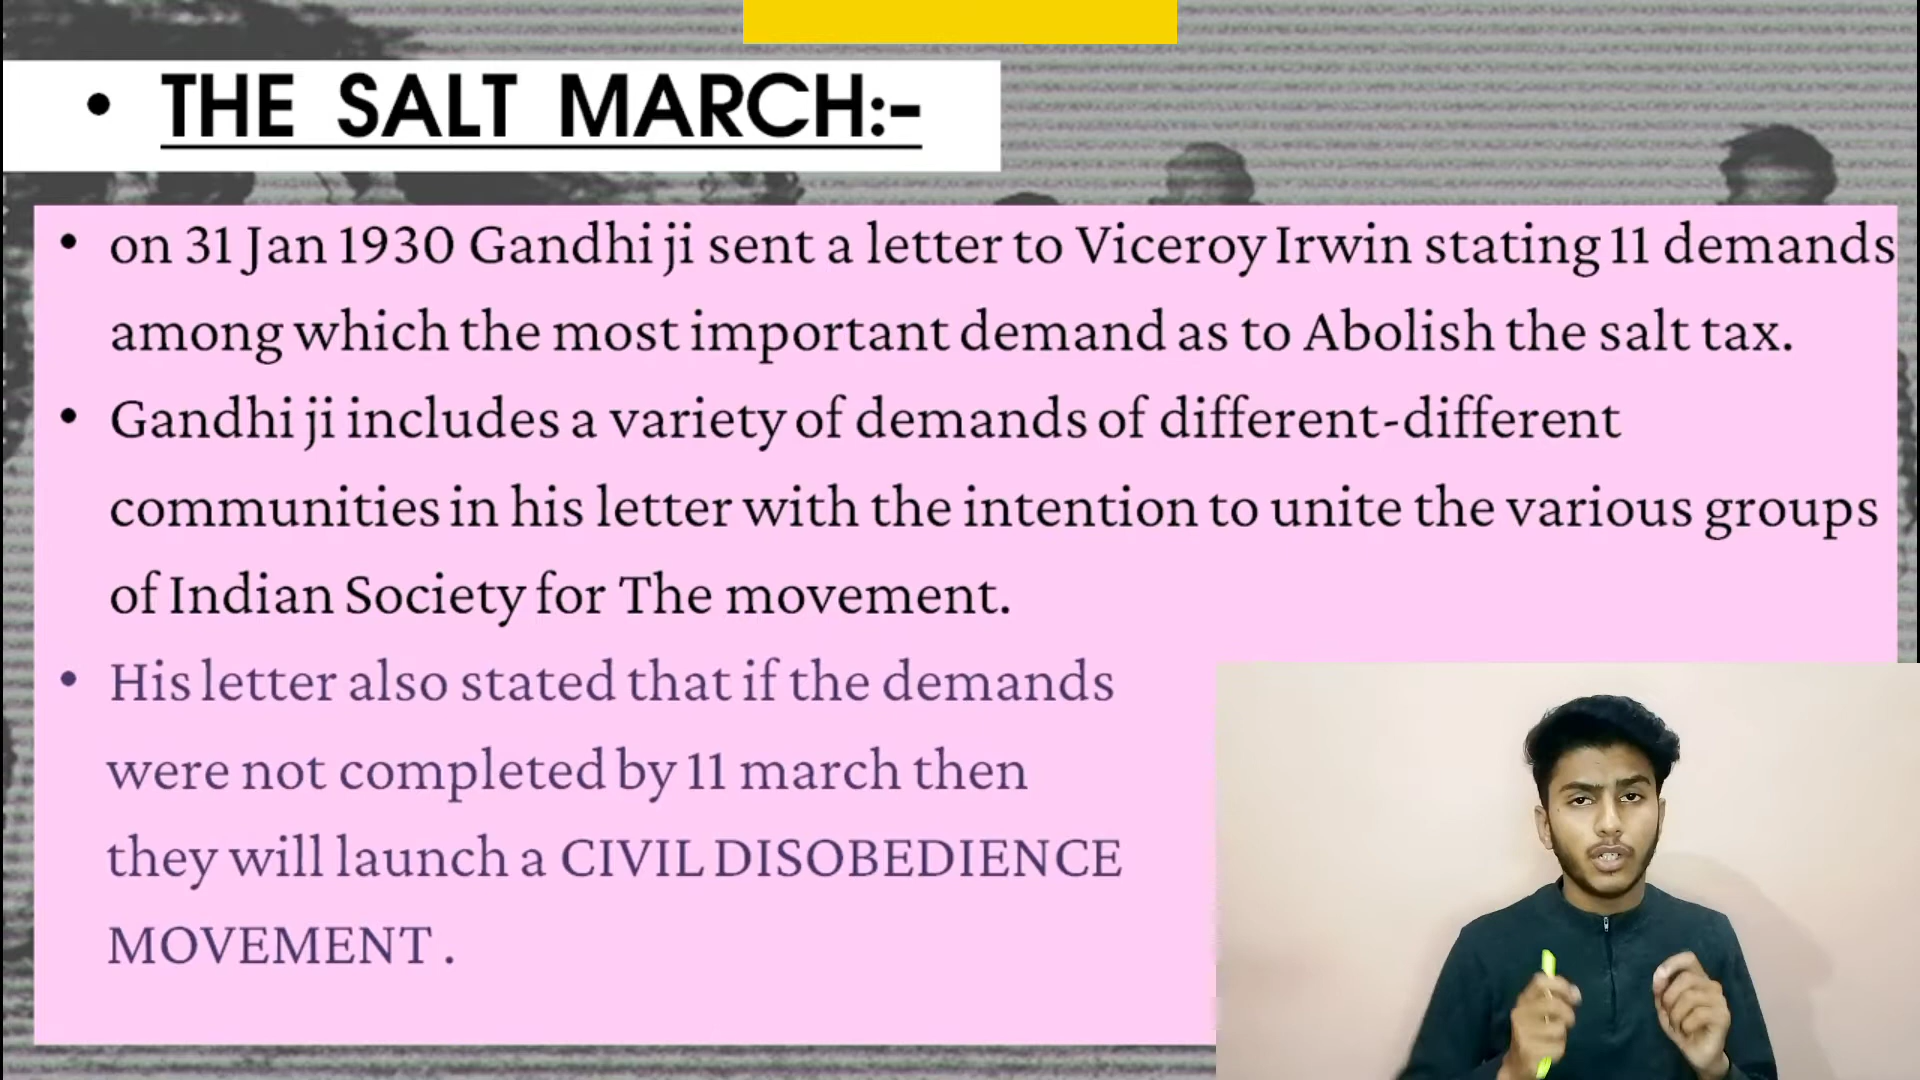 • THE SALT MARCH:-
• on 31 Jan 1930 Gandhi ji sent a letter to Viceroy Irwin stating 11 demands
among which the most important demand as to Abolish the salt tax.
• Gandhi ji includes a variety of demands of different-different
communities in his letter with the intention to unite the various groups
of Indian Society for The movement.
• His letter also stated that if the demands
were not completed by 11 march then
they will launch a CIVIL DISOBEDIENCE
MOVEMENT .